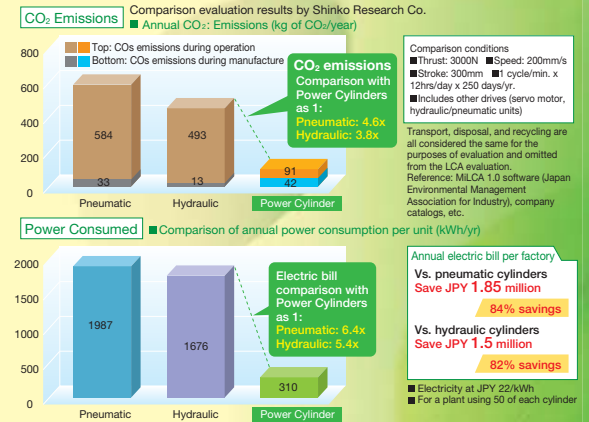 CO₂ Emissions
Comparison evaluation results by Shinko Research Co.
■ Annual CO₂: Emissions (kg of CO₂/year)
800
600
400
200
0
Top: COs emissions during operation
Bottom: COs emissions during manufacture
584
33
493
13
91
42
Pneumatic
Hydraulic
Power Cylinder
CO₂ emissions
Comparison with
Power Cylinders
as 1:
Pneumatic: 4.6x
Hydraulic: 3.8x
Comparison conditions
■Thrust: 3000N ■Speed: 200mm/s
■Stroke: 300mm ■1 cycle/min. x
12hrs/day x 250 days/yr.
■Includes other drives (servo motor,
hydraulic/pneumatic units)
Transport, disposal, and recycling are
all considered the same for the
purposes of evaluation and omitted
from the LCA evaluation.
Reference: MiLCA 1.0 software (Japan
Environmental Management
Association for Industry), company
catalogs, etc.
Power Consumed
■Comparison of annual power consumption per unit (kWh/yr)
2000
1500
1000
500
0
1987
1676
310
Pneumatic
Hydraulic
Power Cylinder
Electric bill
comparison with
Power Cylinders
as 1:
Pneumatic: 6.4x
Hydraulic: 5.4x
Annual electric bill per factory
Vs. pneumatic cylinders
Save JPY 1.85 million
84% savings
Vs. hydraulic cylinders
Save JPY 1.5 million
82% savings
■ Electricity at JPY 22/kWh
■ For a plant using 50 of each cylinder